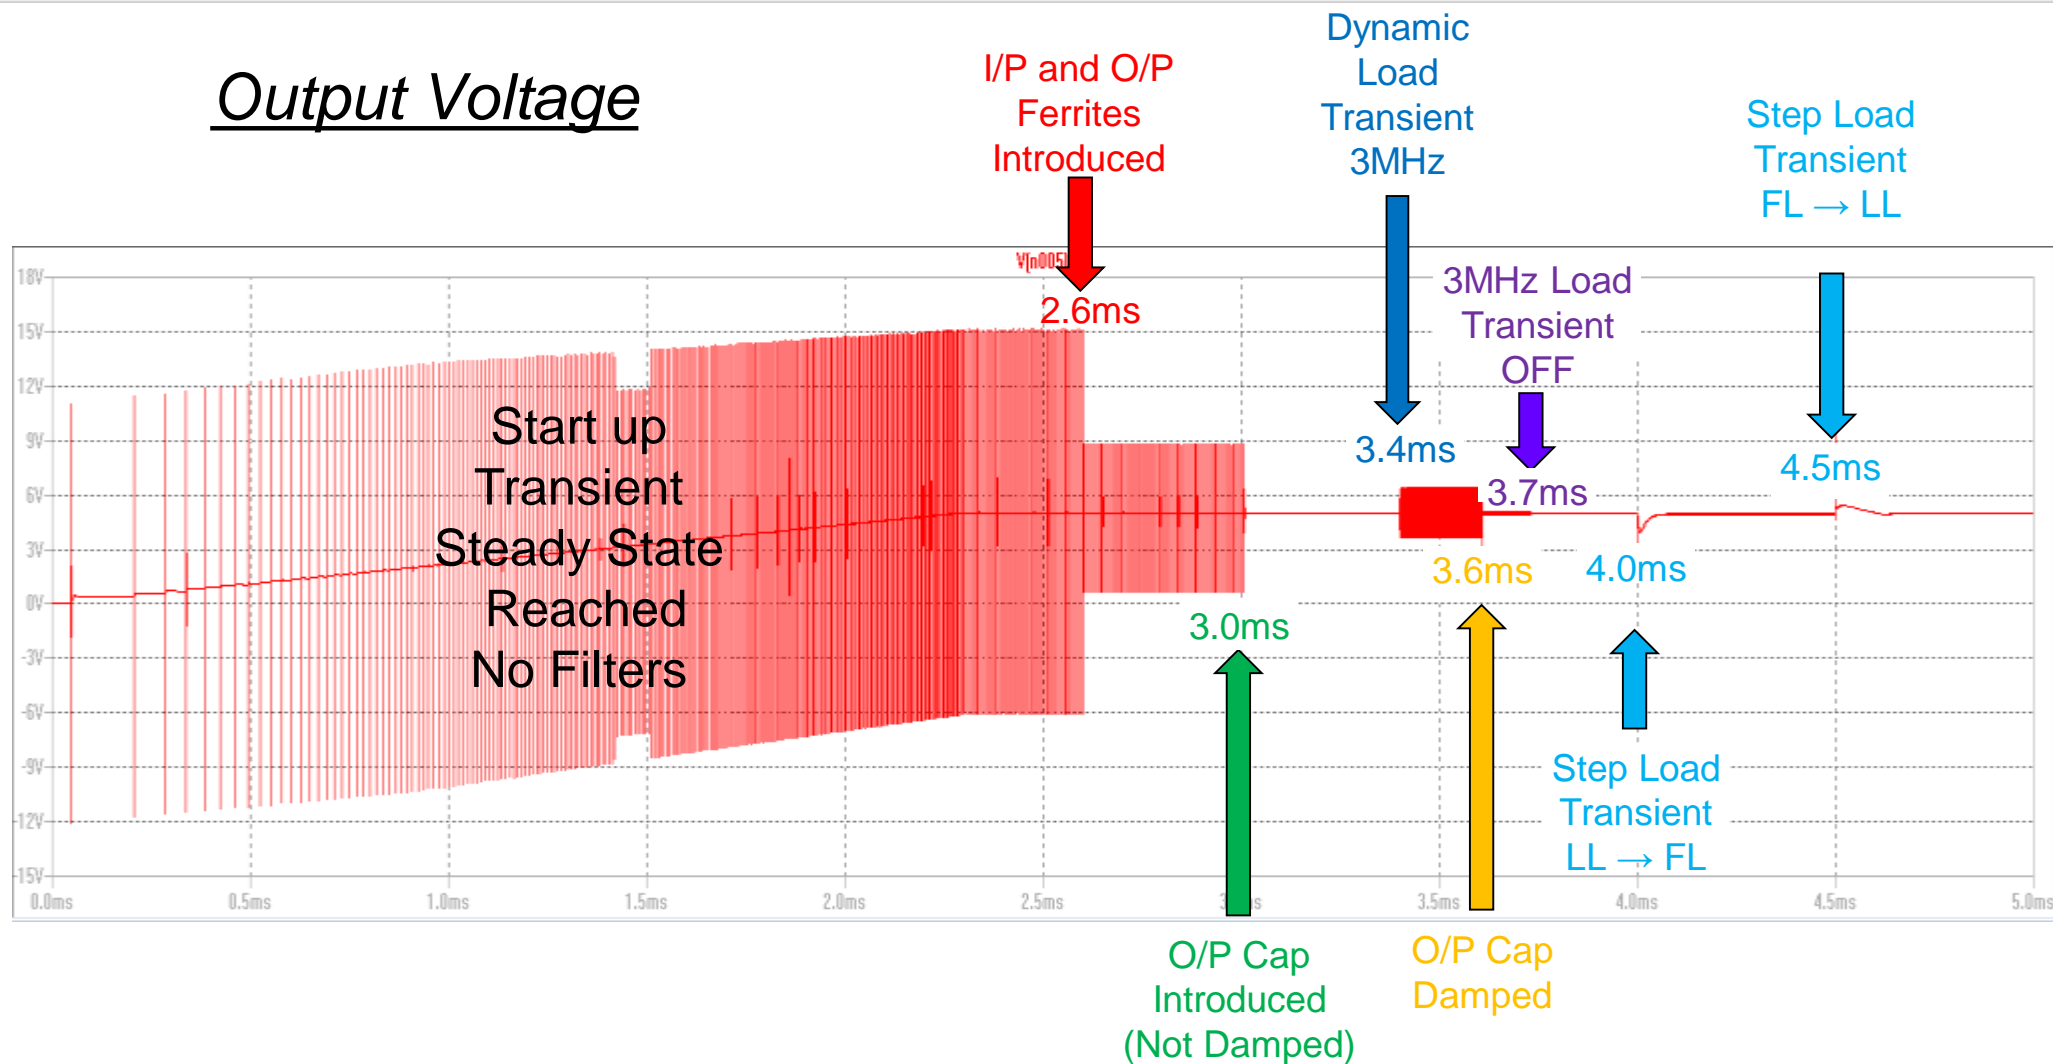 Output Voltage
I/P and O/P
Ferrites
Introduced
2.6ms
Dynamic
Load
Transient
3MHz
3.4ms
Step Load
Transient
FL → LL
4.5ms
3MHz Load
Transient
OFF
3.7ms
V[n005]
18V
15V
12V
9V
6V
3V
0V
-3V
-6V
-9V
-12V
-15V
Start up
Transient
Steady State
Reached
No Filters
3.0ms
3.6ms
4.0ms
Step Load
Transient
LL → FL
0.0ms
0.5ms
1.0ms
1.5ms
2.0ms
2.5ms
3.5ms
4.0ms
4.5ms
5.0ms
O/P Cap
Introduced
(Not Damped)
O/P Cap
Damped